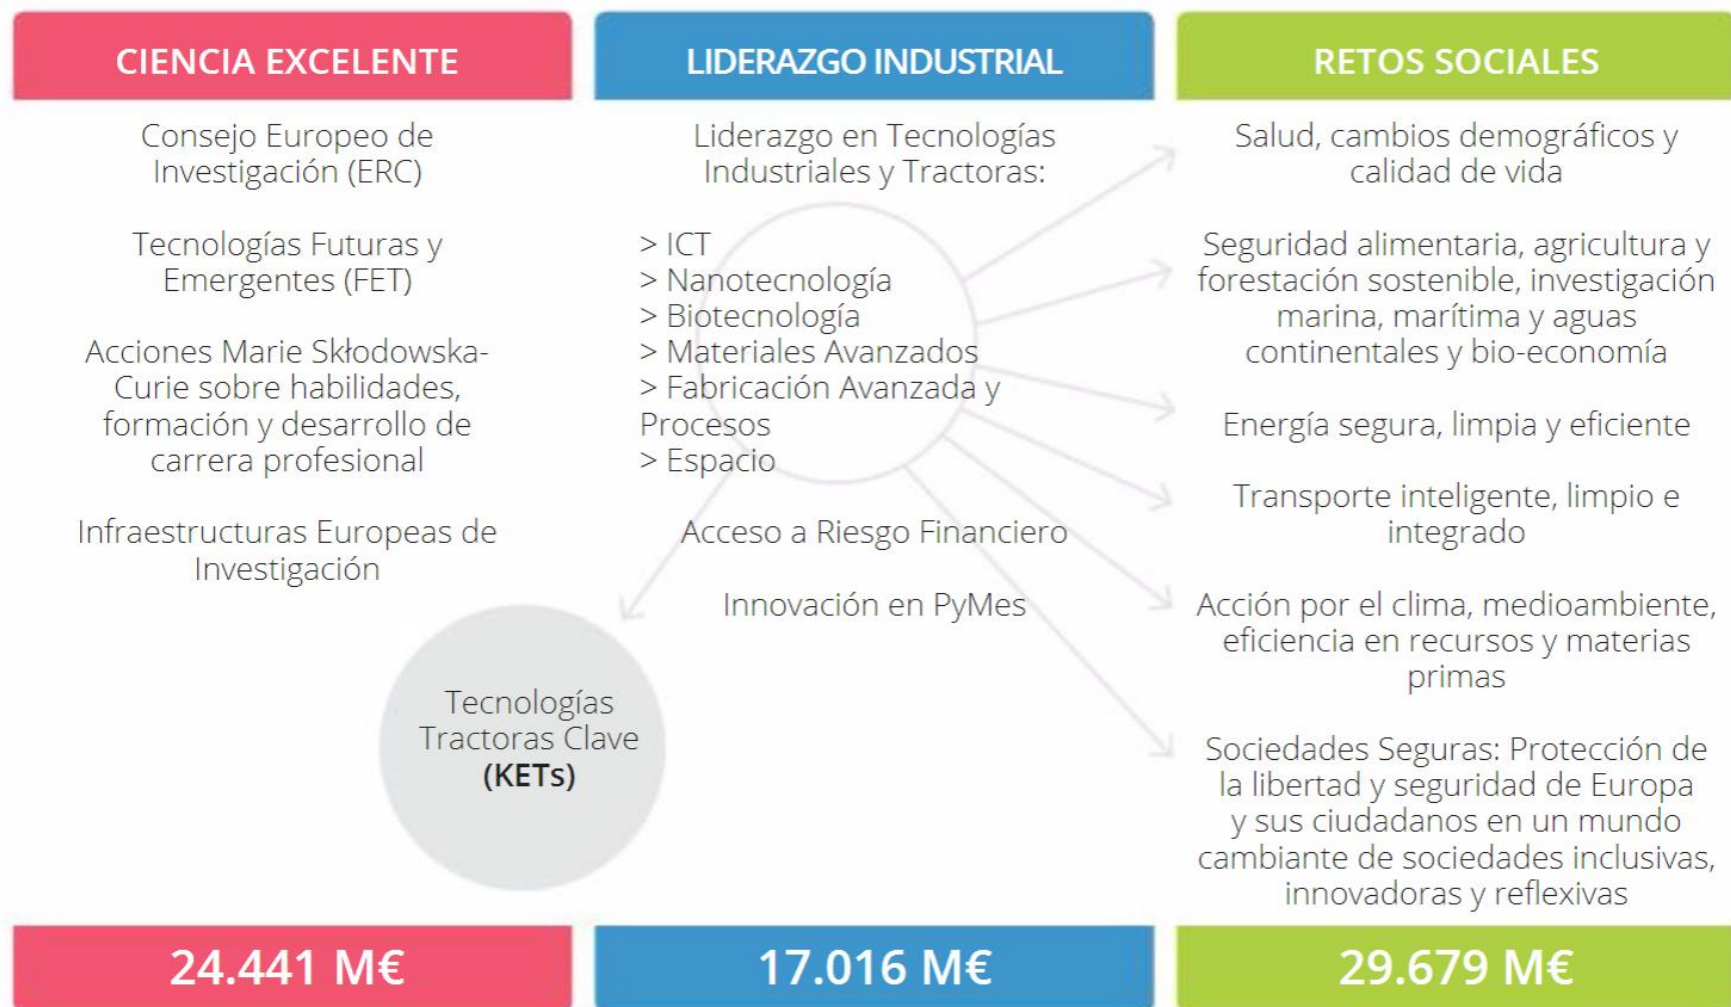 CIENCIA EXCELENTE
Consejo Europeo de
Investigación (ERC)
Tecnologías Futuras y
Emergentes (FET)
Acciones Marie Skłodowska-
Curie sobre habilidades,
formación y desarrollo de
carrera profesional
Infraestructuras Europeas de
Investigación
Tecnologías
Tractoras Clave
(KETs)
24.441 M€
LIDERAZGO INDUSTRIAL
Liderazgo en Tecnologías
Industriales y Tractoras:
> ICT
> Nanotecnología
> Biotecnología
> Materiales Avanzados
> Fabricación Avanzada y
Procesos
> Espacio
Acceso a Riesgo Financiero
Innovación en PyMes
17.016 M€
RETOS SOCIALES
Salud, cambios demográficos y
calidad de vida
Seguridad alimentaria, agricultura y
forestación sostenible, investigación
marina, marítima y aguas
continentales y bio-economía
Energía segura, limpia y eficiente
Transporte inteligente, limpio e
integrado
Acción por el clima, medioambiente,
eficiencia en recursos y materias
primas
Sociedades Seguras: Protección de
la libertad y seguridad de Europa
y sus ciudadanos en un mundo
cambiante de sociedades inclusivas,
innovadoras y reflexivas
29.679 M€